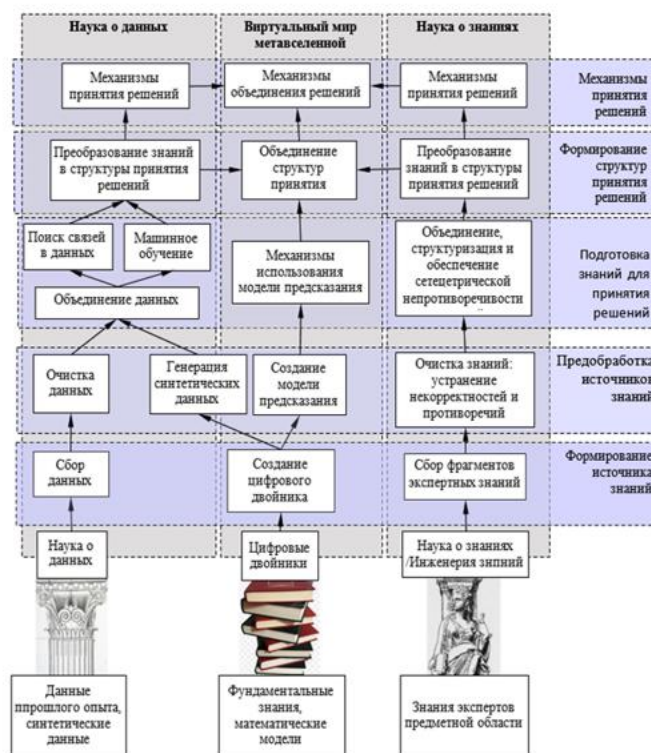 Наука о данных
Виртуальный мир
метавселенной
Наука о знаниях
Механизмы
принятия решений
Механизмы
объединения решений
Механизмы
принятия решений
Механизмы
принятия
решений
Преобразование знаний
в структуры принятия
решений
Объединение
структур
принятия
Преобразование
знаний в структуры
принятия решений
Формирование
структур
принятия
решений
Поиск связей
в данных
Машинное
обучение
Объединение данных
Механизмы
использования
модели предсказания
Объединение,
структуризация и
обеспечение
сетецетрической
непротиворечивости
Подготовка
знаний для
принятия
решений
Очистка
данных
Генерация
синтетических
данных
Создание
модели
предсказания
Очистка знаний:
устранение
некорректностей и
противоречий
Предобработка
источников
знаний
Сбор
данных
Создание
цифрового
двойника
Сбор фрагментов
экспертных знаний
Формирование
источника
знаний
Наука о
данных
Цифровые
двойники
Наука о знаниях
/Инженерия знпний
Данные
ппрошлого опыта,
синтетические
данные
Фундаментальные
знания,
математические
модели
Знания экспертов
предметной области